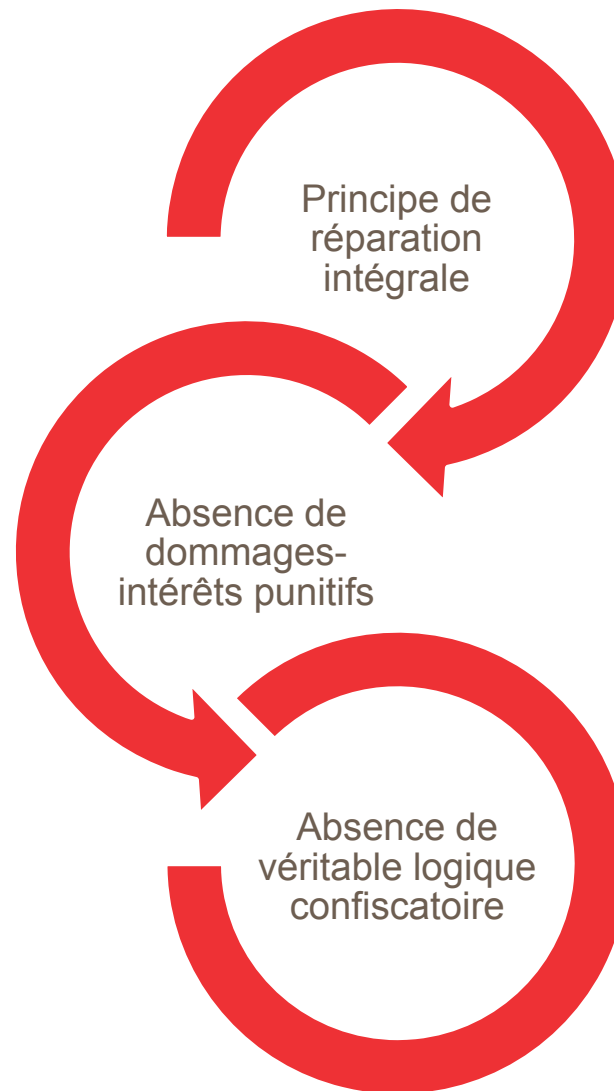 Principe de
réparation
intégrale
Absence de
dommages-
intérêts punitifs
Absence de
véritable logique
confiscatoire